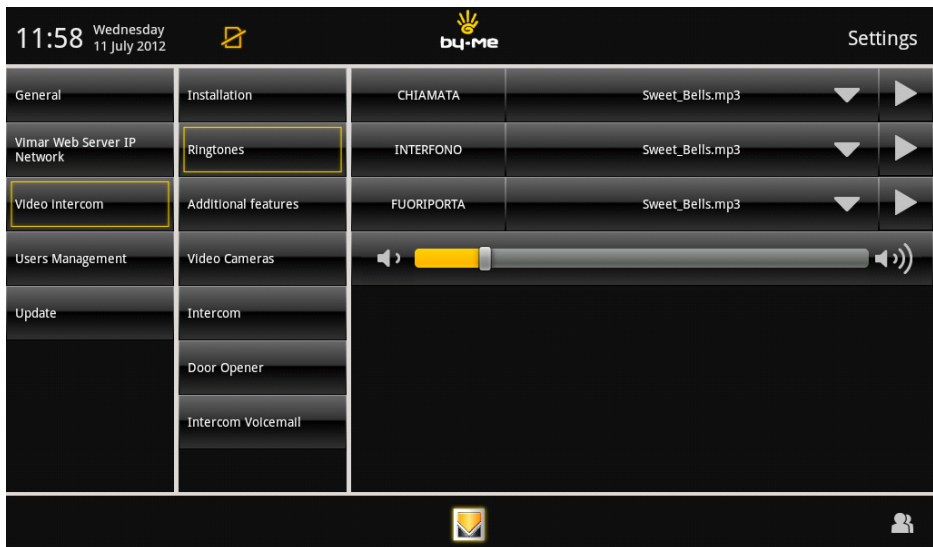 11:58 Wednesday
11 July 2012
by-me
Settings
General
Vimar Web Server IP
Network
Video Intercom
Users Management
Update
Installation
Ringtones
Additional features
Video Cameras
Intercom
Door Opener
Intercom Voicemail
CHIAMATA Sweet_Bells.mp3
INTERFONO Sweet_Bells.mp3
FUORIPORTA Sweet_Bells.mp3